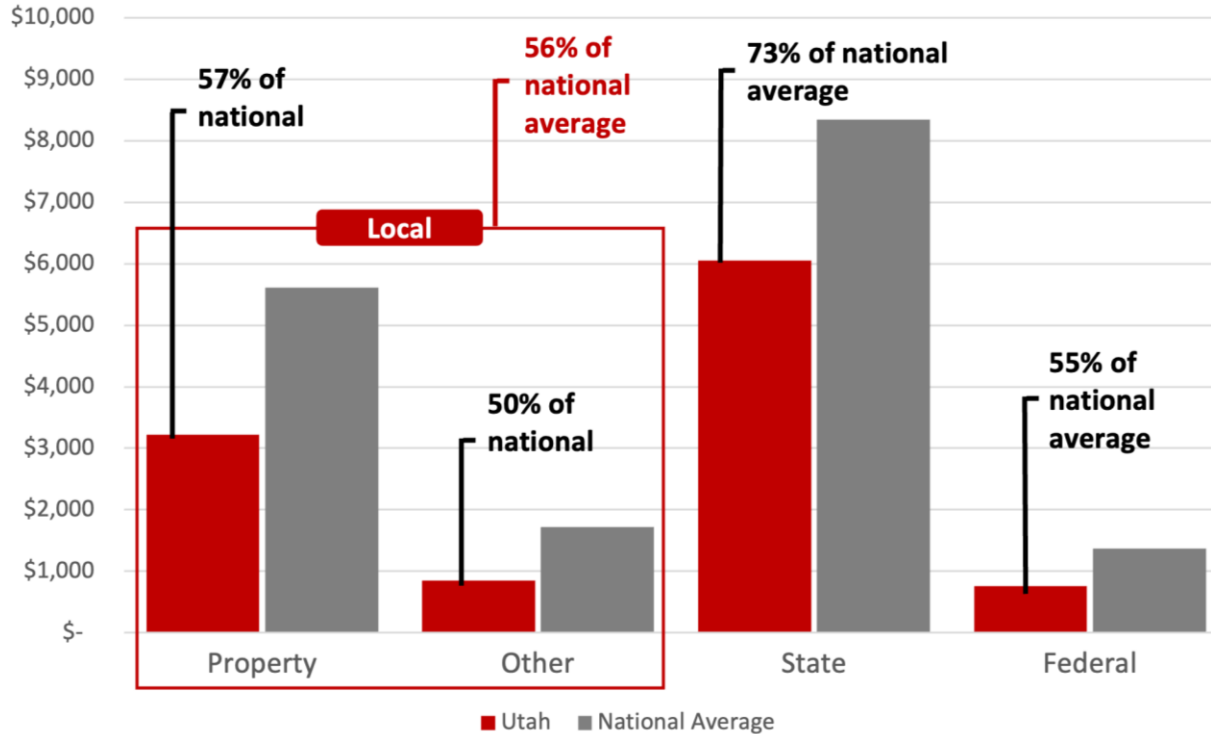 $10,000
$9,000
$8,000
$7,000
$6,000
$5,000
$4,000
$3,000
$2,000
$1,000
$-
57% of
national
56% of
national
average
73% of national
average
Local
50% of
national
55% of
national
average
Property
Other
State
Federal
Utah
National Average